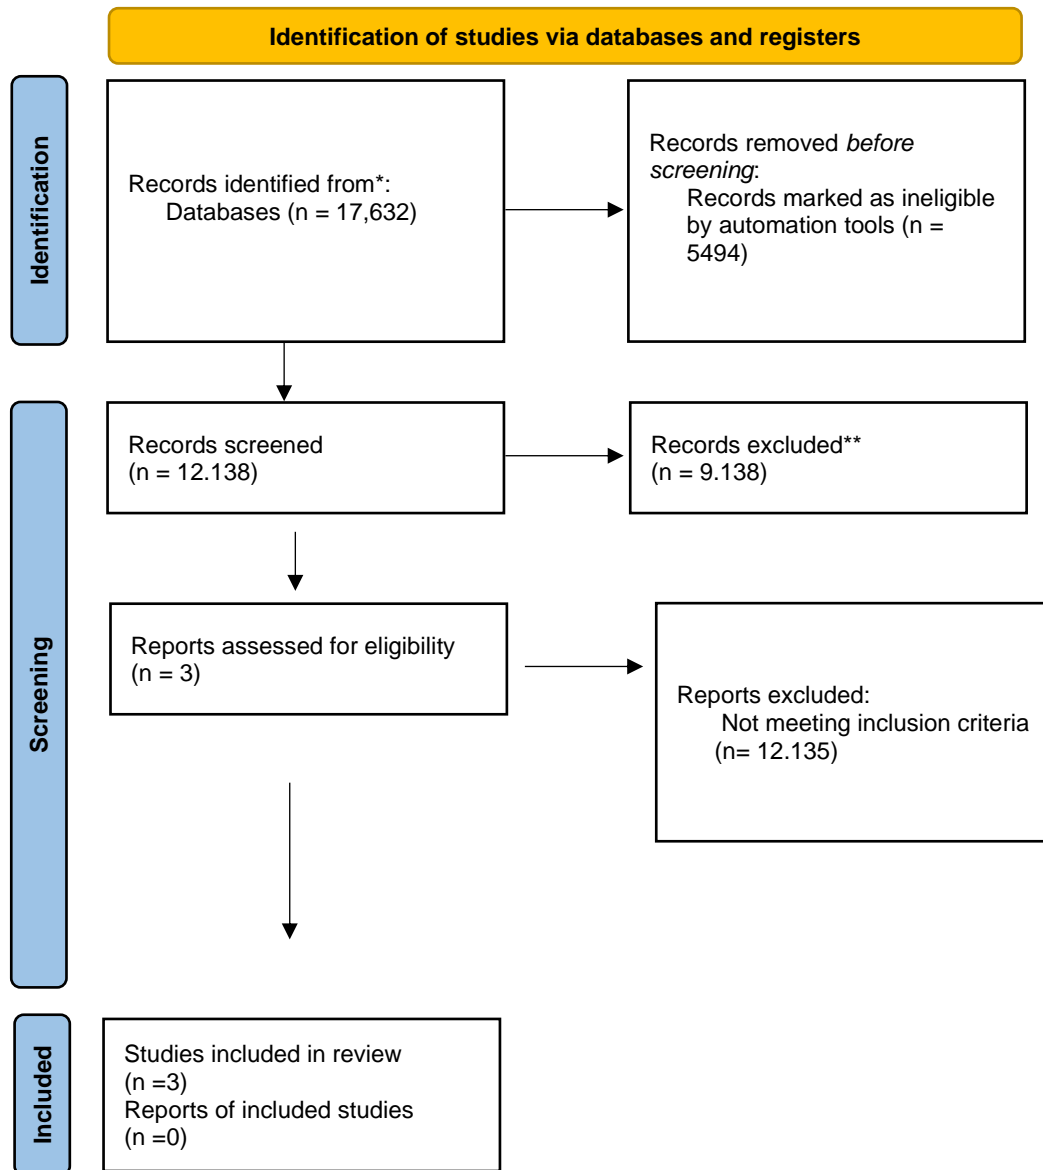 Identification of studies via databases and registers
Identification
Records identified from*:
Databases (n = 17,632)
Records removed before
screening:
Records marked as ineligible
by automation tools (n =
5494)
Screening
Records screened
(n = 12.138)
Records excluded**
(n = 9.138)
Reports assessed for eligibility
(n = 3)
Reports excluded:
Not meeting inclusion criteria
(n= 12.135)
Included
Studies included in review
(n =3)
Reports of included studies
(n =0)